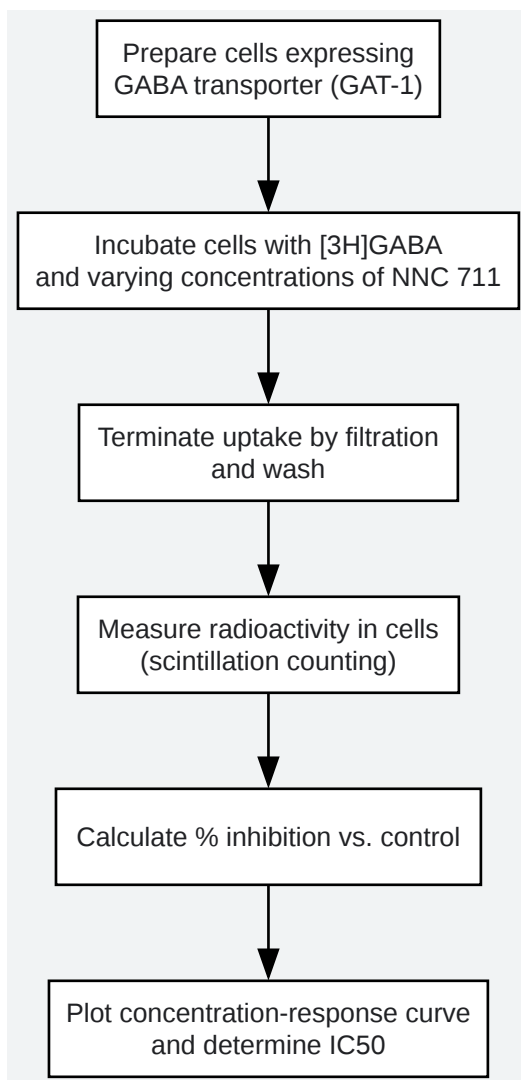 Prepare cells expressing
GABA transporter (GAT-1)
Incubate cells with [3H]GABA
and varying concentrations of NNC 711
Terminate uptake by filtration
and wash
Measure radioactivity in cells
(scintillation counting)
Calculate % inhibition vs. control
Plot concentration-response curve
and determine IC50